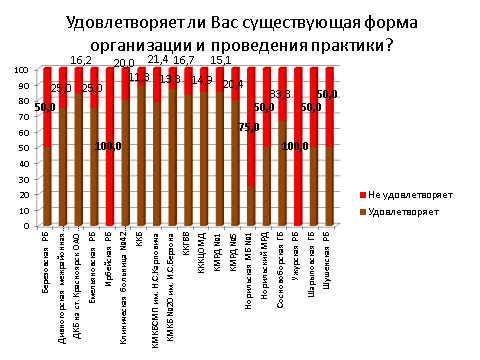 Удовлетворяет ли Вас существующая форма
организации и проведения практики?
16,2
20,0
21,4
16,7
15,1
100
90
80
70
60
50
40
30
20
10
0
50,0
25,0
25,0
100,0
11,8
13,3
14,9
20,4
75,0
50,0
33,3
100,0
50,0
50,0
Не удовлетворяет
Удовлетворяет
Березовская РБ
Дивногорская межрайонная...
ДКБ на ст. Красноярск ОАО...
Емельяновская РБ
Ирбейская РБ
Клиническая больница №42...
ККБ
КМКБСМП им. Н.С.Карповича
КМКБ №20 им. И.С.Берзона
ККГВВ
КККЦОМД
КМРД №1
КМРД №5
Норильская МБ №1
Норильский МРД
Сосновоборская ГБ
Ужурская РБ
Шарыповская ГБ
Шушенская РБ